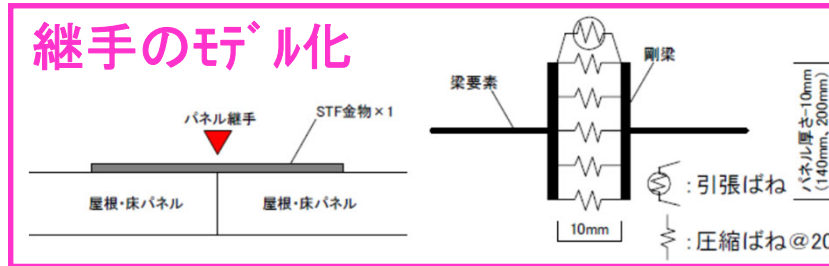 継手のモデル化
パネル継手
STF金物×1
屋根・床パネル
屋根・床パネル
梁要素
剛梁
10mm
パネル厚さ-10mm
(140mm、200mm)
:引張ばね
:圧縮ばね@20